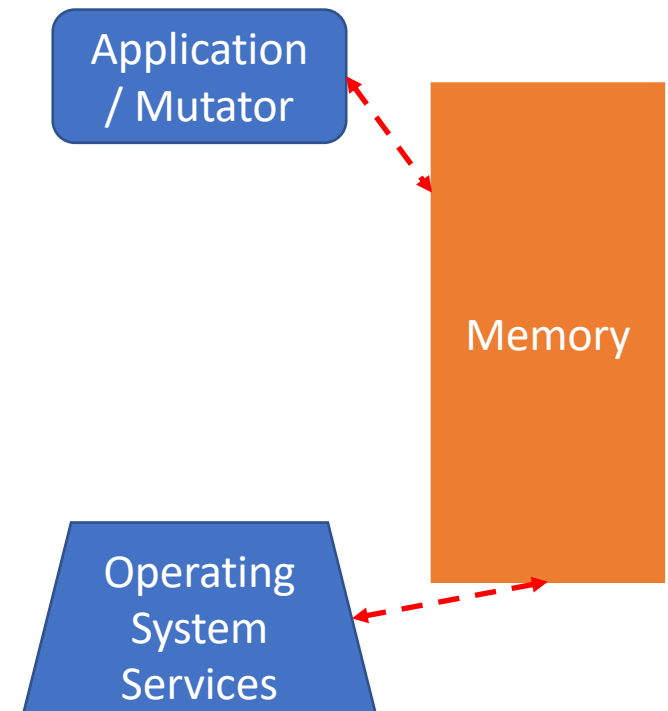 Application
/ Mutator
Memory
Operating
System
Services